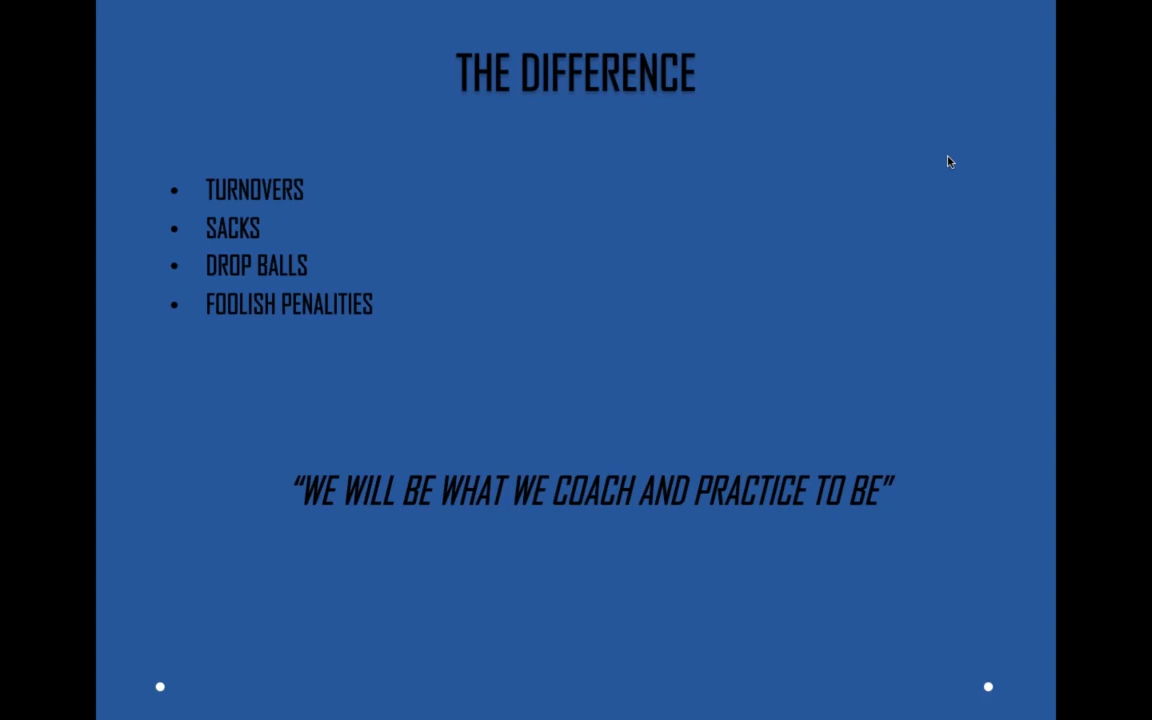 THE DIFFERENCE
• TURNOVERS
• SACKS
• DROP BALLS
• FOOLISH PENALITIES
“WE WILL BE WHAT WE COACH AND PRACTICE TO BE”